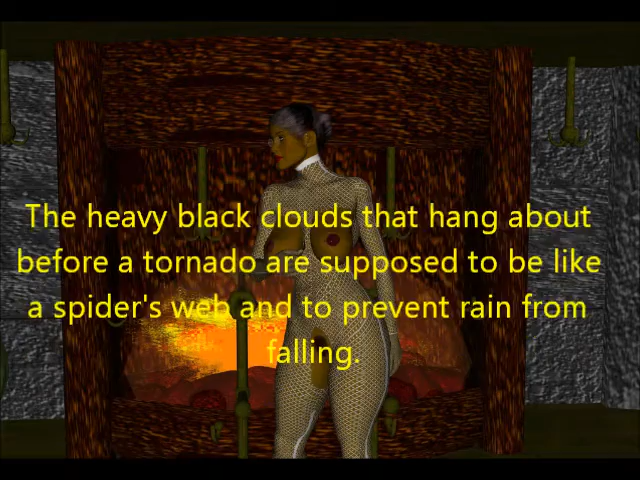 The heavy black clouds that hang about
before a tornado are supposed to be like
a spider's web and to prevent rain from
falling.